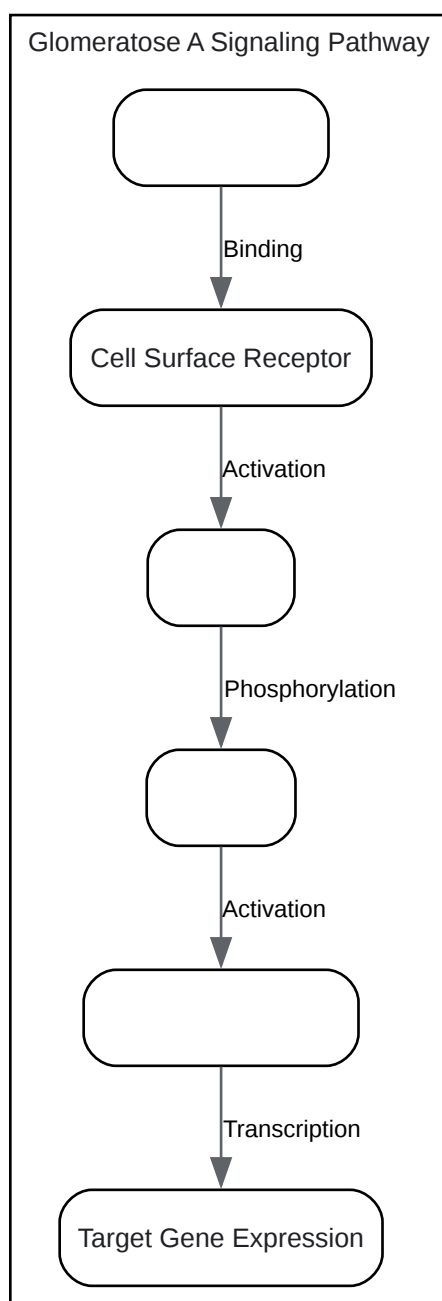 Glomeratose A Signaling Pathway
Binding
Cell Surface Receptor
Activation
Phosphorylation
Activation
Transcription
Target Gene Expression